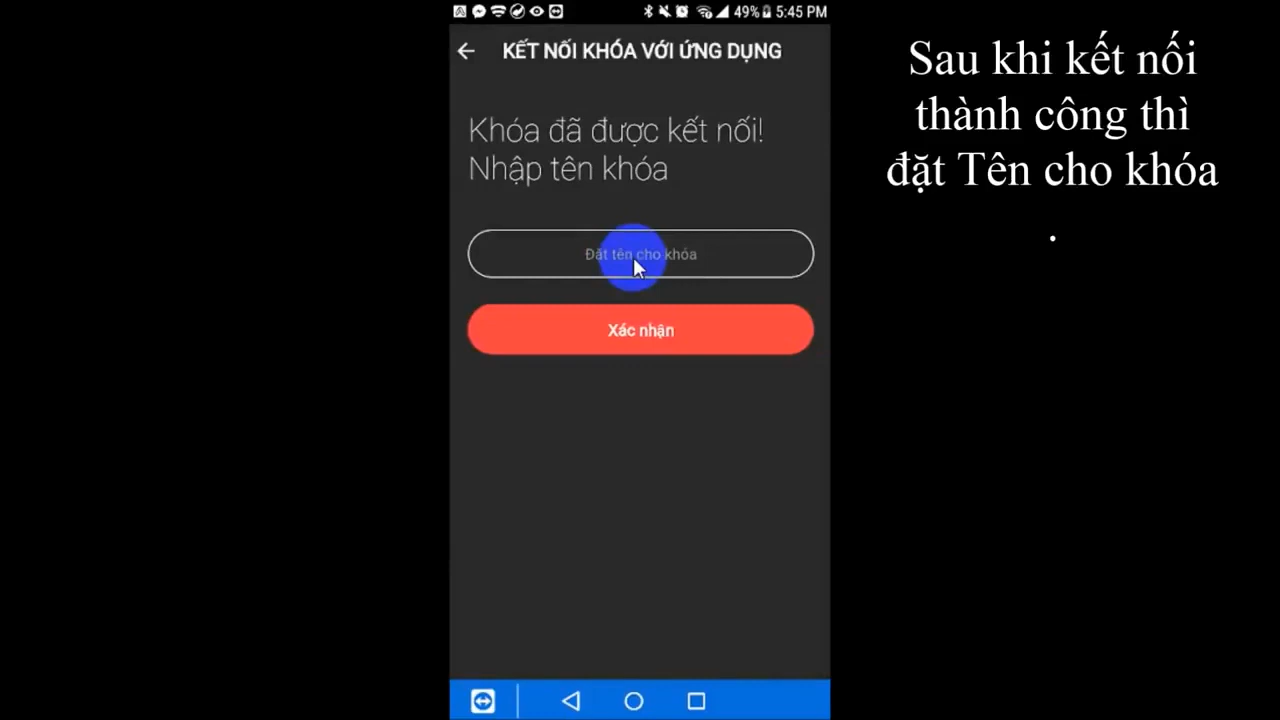 49% 5:45 PM
KẾT NỐI KHÓA VỚI ỨNG DỤNG
Khóa đã được kết nối!
Nhập tên khóa
Đặt tên cho khóa
Xác nhận
Sau khi kết nối
thành công thì
đặt Tên cho khóa
.